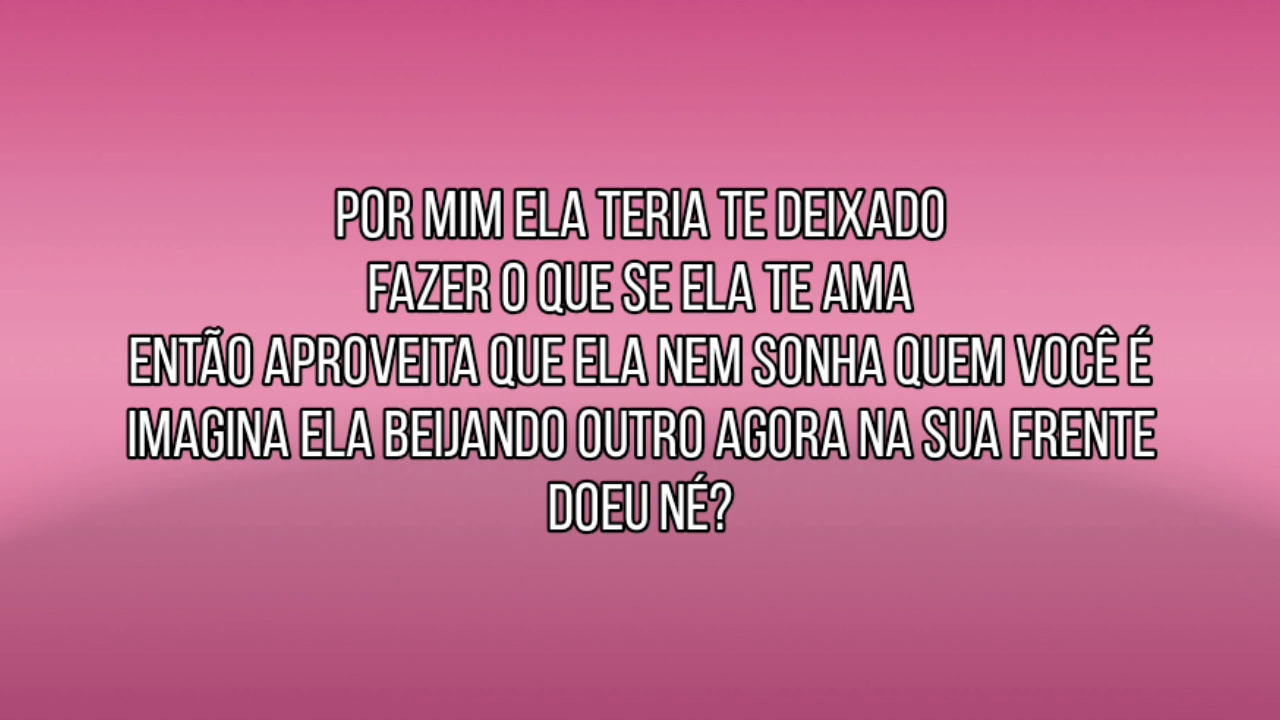 POR MIM ELA TERIA TE DEIXADO
FAZER O QUE SE ELA TE AMA
ENTÃO APROVEITA QUE ELA NEM SONHA QUEM VOCÊ É
IMAGINA ELA BEIJANDO OUTRO AGORA NA SUA FRENTE
DOEU NÉ?